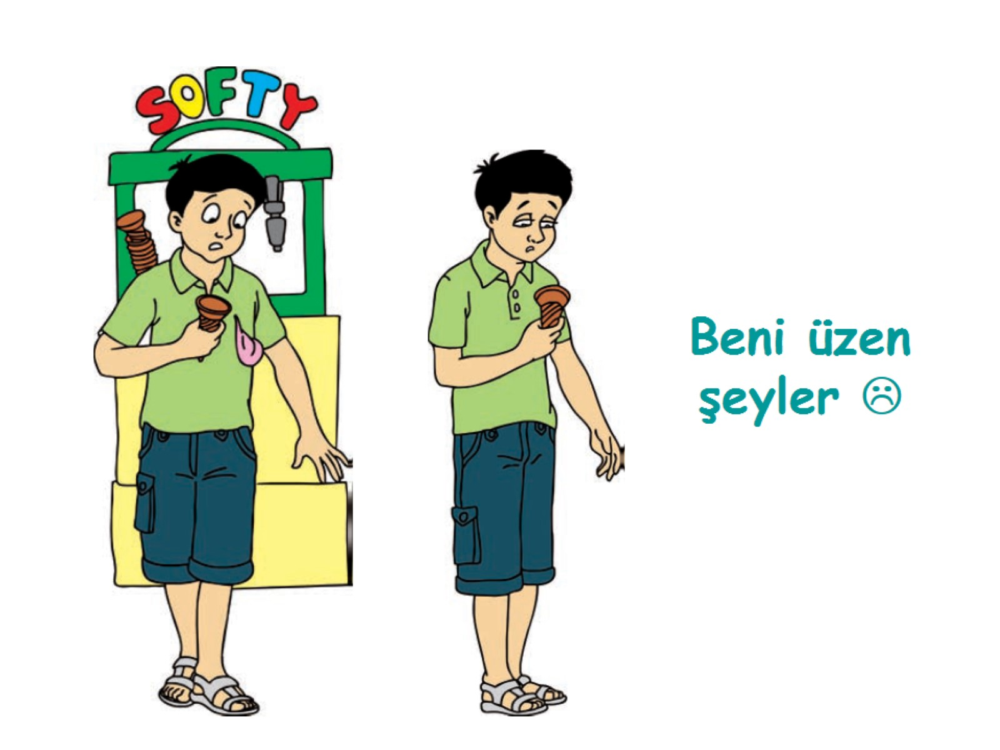 SOFTY
Beni üzen
şeyler ☹